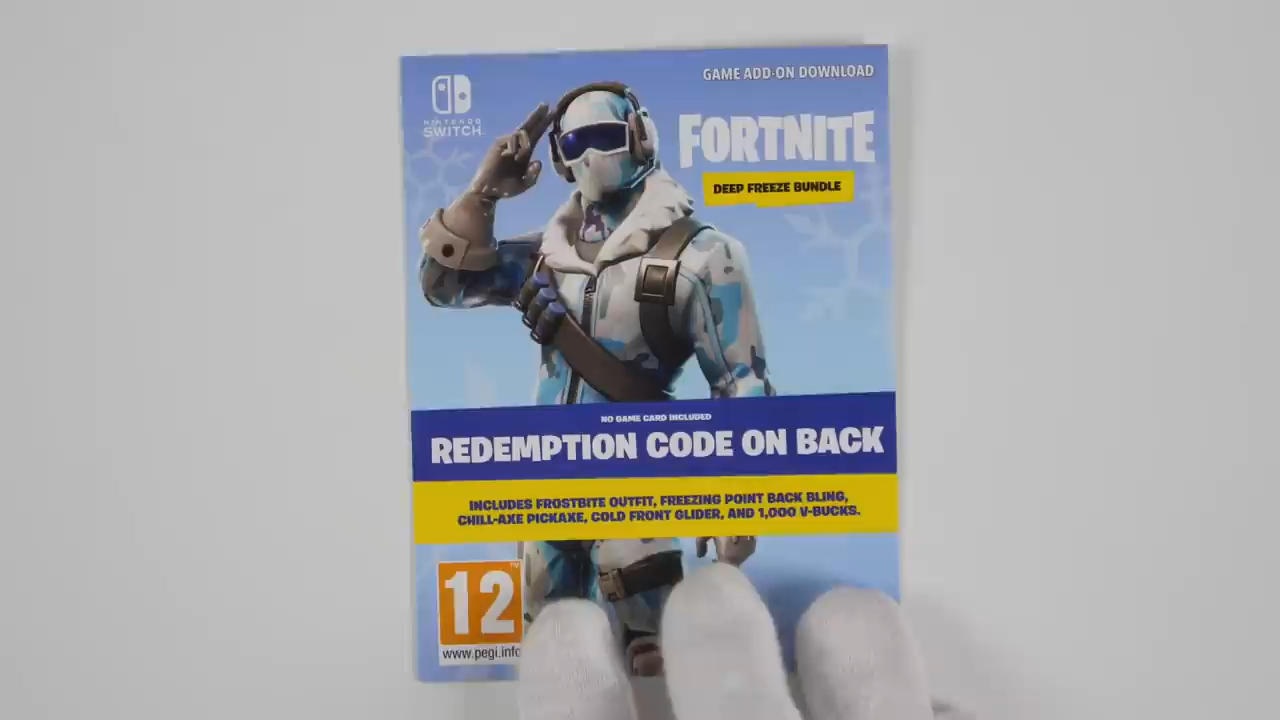 GAME ADD-ON DOWNLOAD
NINTENDO
SWITCH
FORTNITE
DEEP FREEZE BUNDLE
NO GAME CARD INCLUDED
REDEMPTION CODE ON BACK
INCLUDES FROSTBITE OUTFIT, FREEZING POINT BACK BLING,
CHILL-AXE PICKAXE, COLD FRONT GLIDER, AND 1,000 V-BUCKS.
12™
www.pegi.info